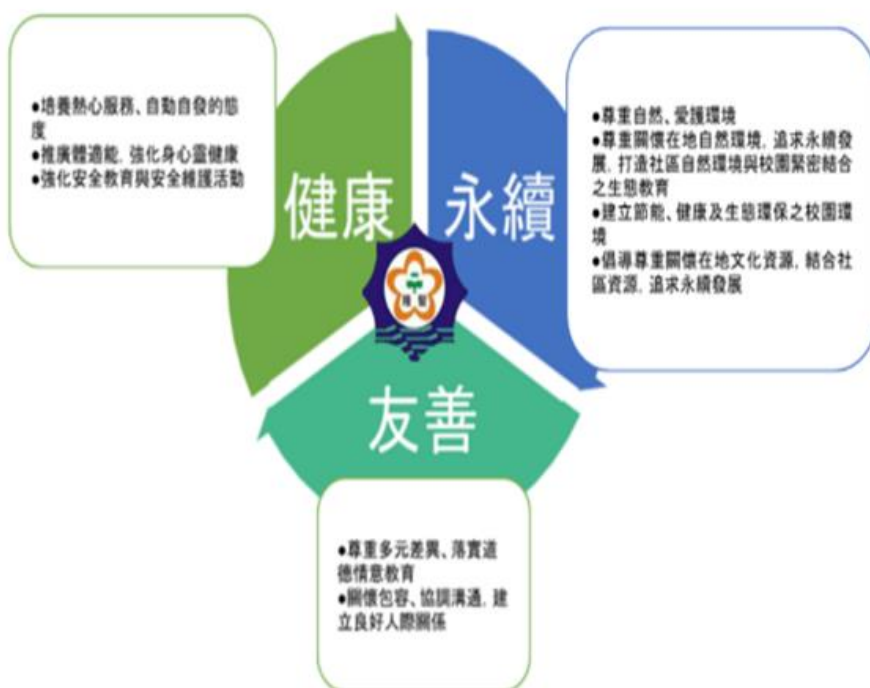 ●培養熱心服務、自動自發的態
度
●推廣體適能, 強化身心靈健康
●強化安全教育與安全維護活動
健康
永續
●尊重自然、愛護環境
●尊重關懷在地自然環境, 追求永續發
展, 打造社區自然環境與校園緊密結合
之生態教育
●建立節能、健康及生態環保之校園環
境
●倡導尊重關懷在地文化資源, 結合社
區資源, 追求永續發展
友善
●尊重多元差異、落實道
德情意教育
●關懷包容、協調溝通, 建
立良好人際關係